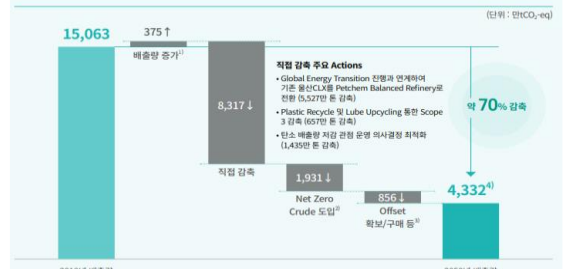 (단위 : 만tCO₂-eq)
15,063
375↑
배출량 증가¹⁾
직접 감축 주요 Actions
• Global Energy Transition 진행과 연계하여
기존 울산CLX를 Petchem Balanced Refinery로
전환 (5,527만 톤 감축)
• Plastic Recycle 및 Lube Upcycling 통한 Scope
3 감축 (657만 톤 감축)
• 탄소 배출량 저감 관점 운영 의사결정 최적화
(1,435만 톤 감축)
8,317↓
약 70% 감축
직접 감축
1,931↓
Net Zero
Crude 도입²⁾
856↓
Offset
확보/구매 등³⁾
4,332⁴⁾